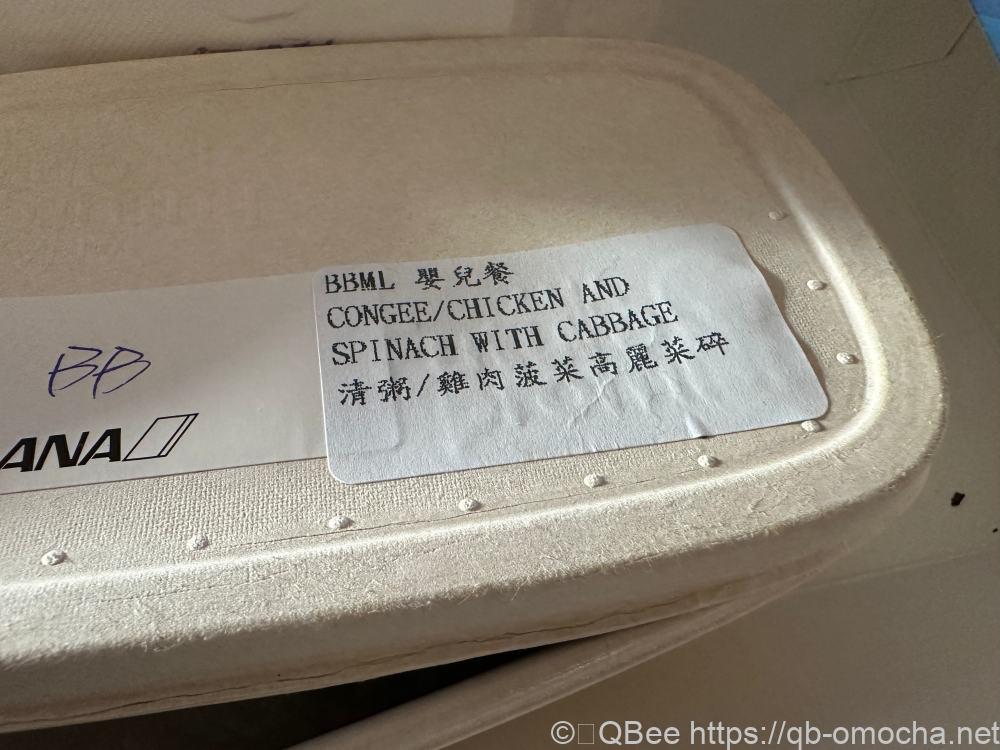 BBML 嬰兒餐
CONGEE/CHICKEN AND
SPINACH WITH CABBAGE
清粥/雞肉菠菜高麗菜碎
BB
ANA
©□QBee https://qb-omocha.net